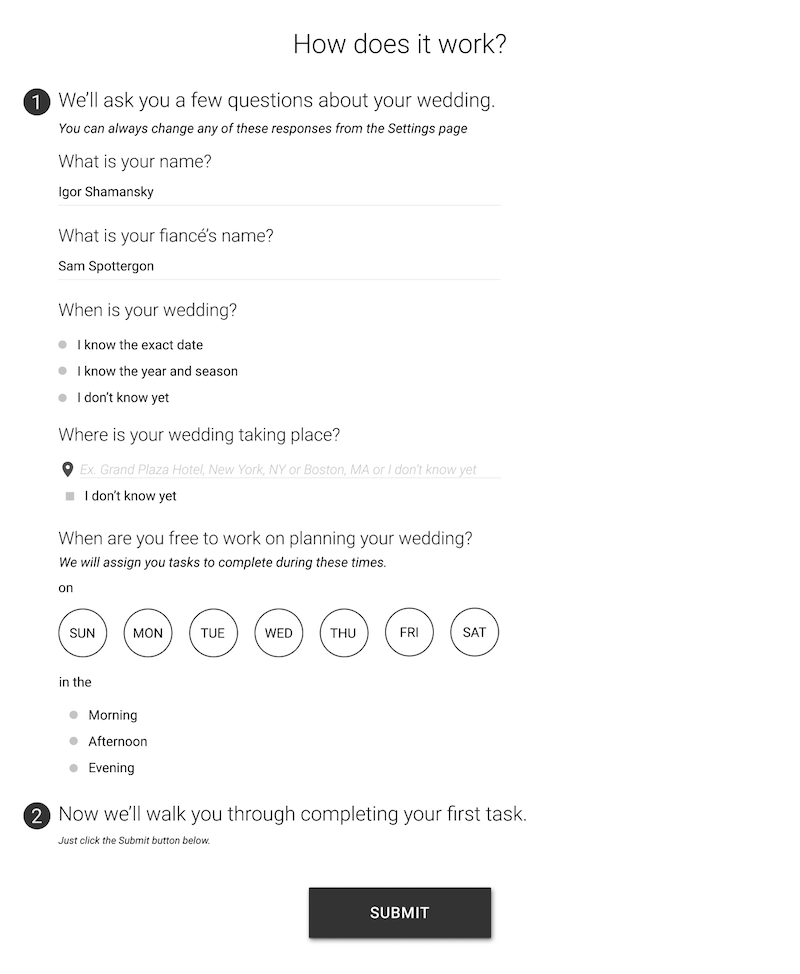 How does it work?
1 We'll ask you a few questions about your wedding.
You can always change any of these responses from the Settings page
What is your name?
Igor Shamansky
What is your fiancé's name?
Sam Spottergon
When is your wedding?
I know the exact date
I know the year and season
I don't know yet
Where is your wedding taking place?
Ex. Grand Plaza Hotel, New York, NY or Boston, MA or I don't know yet
I don't know yet
When are you free to work on planning your wedding?
We will assign you tasks to complete during these times.
on
SUN MON TUE WED THU FRI SAT
in the
Morning
Afternoon
Evening
2 Now we'll walk you through completing your first task.
Just click the Submit button below.
SUBMIT